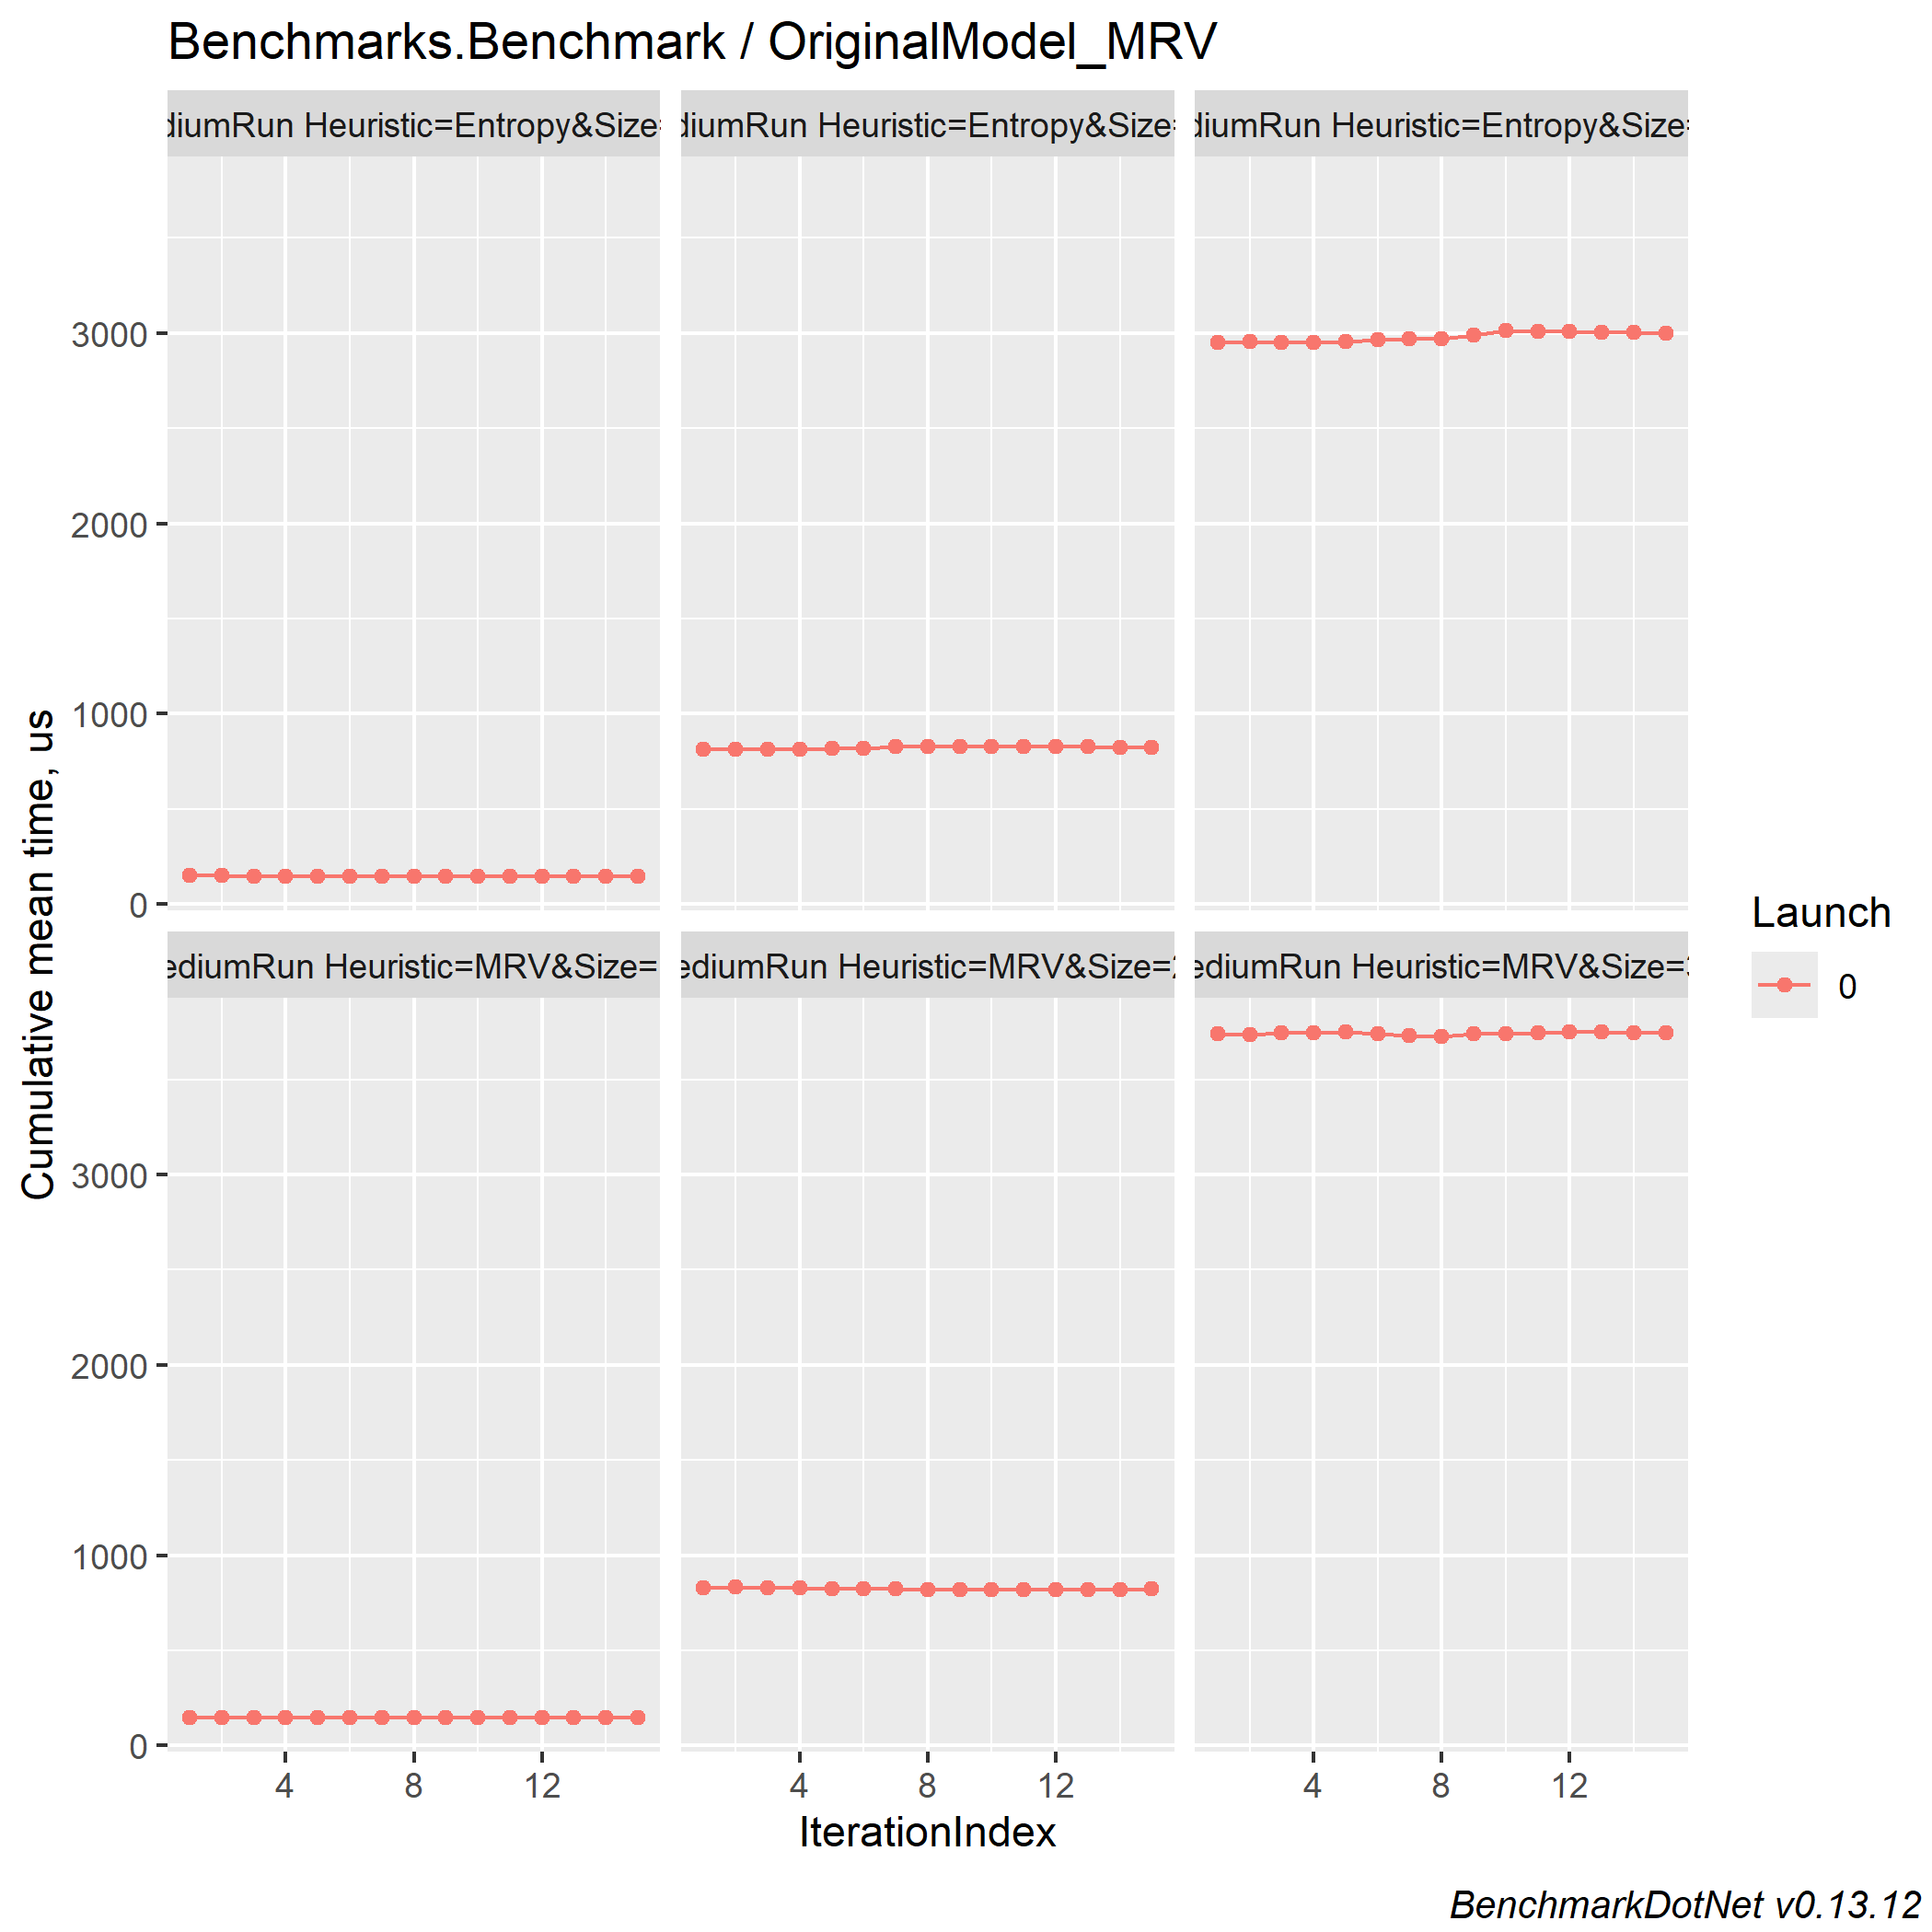 Benchmarks.Benchmark / OriginalModel_MRV
diumRun Heuristic=Entropy&Size=
diumRun Heuristic=Entropy&Size=
diumRun Heuristic=Entropy&Size=
3000
2000
1000
0
Cumulative mean time, us
ediumRun Heuristic=MRV&Size=
ediumRun Heuristic=MRV&Size=2
ediumRun Heuristic=MRV&Size=3
3000
2000
1000
0
4 8 12
4 8 12
4 8 12
IterationIndex
Launch
0
BenchmarkDotNet v0.13.12